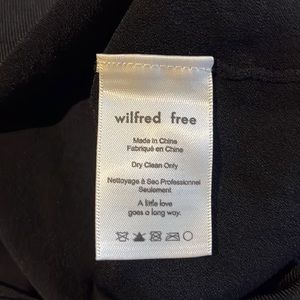 wilfred free
Made in China
Fabriqué en Chine
Dry Clean Only
Nettoyage à Sec Professionnel
Seulement
A little love
goes a long way.